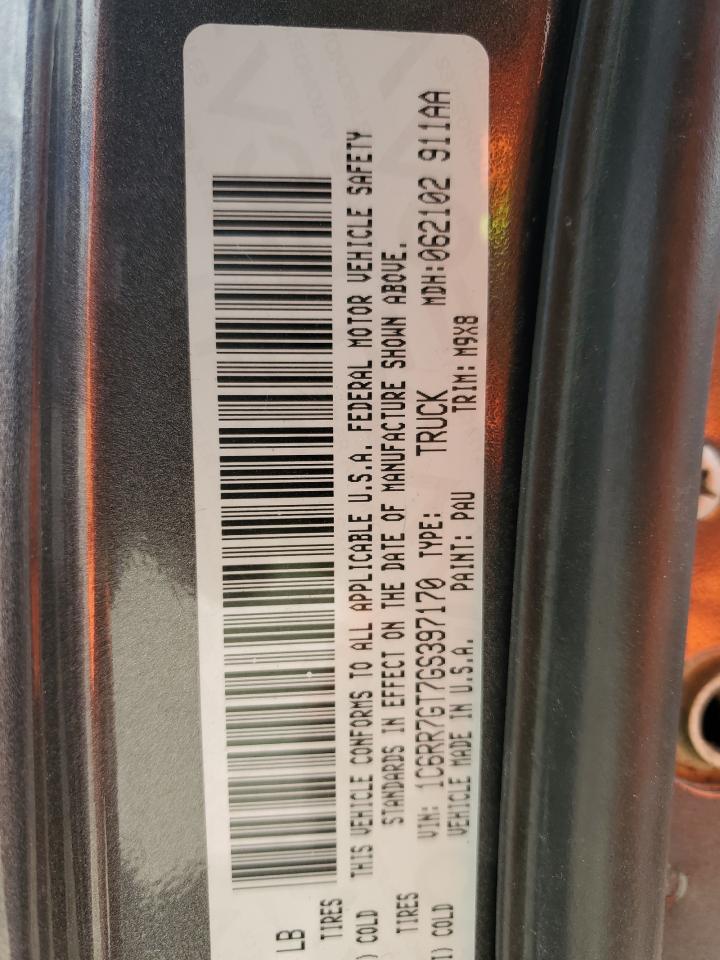 THIS VEHICLE CONFORMS TO ALL APPLICABLE U.S.A. FEDERAL MOTOR VEHICLE SAFETY
STANDARDS IN EFFECT ON THE DATE OF MANUFACTURE SHOWN ABOVE.
VIN: 1C6RR7GT7GS397170 TYPE: TRUCK MDH:062102 911AA
VEHICLE MADE IN U.S.A. PAINT: PAU TRIM: M9X8
LB
TIRES
) COLD
TIRES
I) COLD